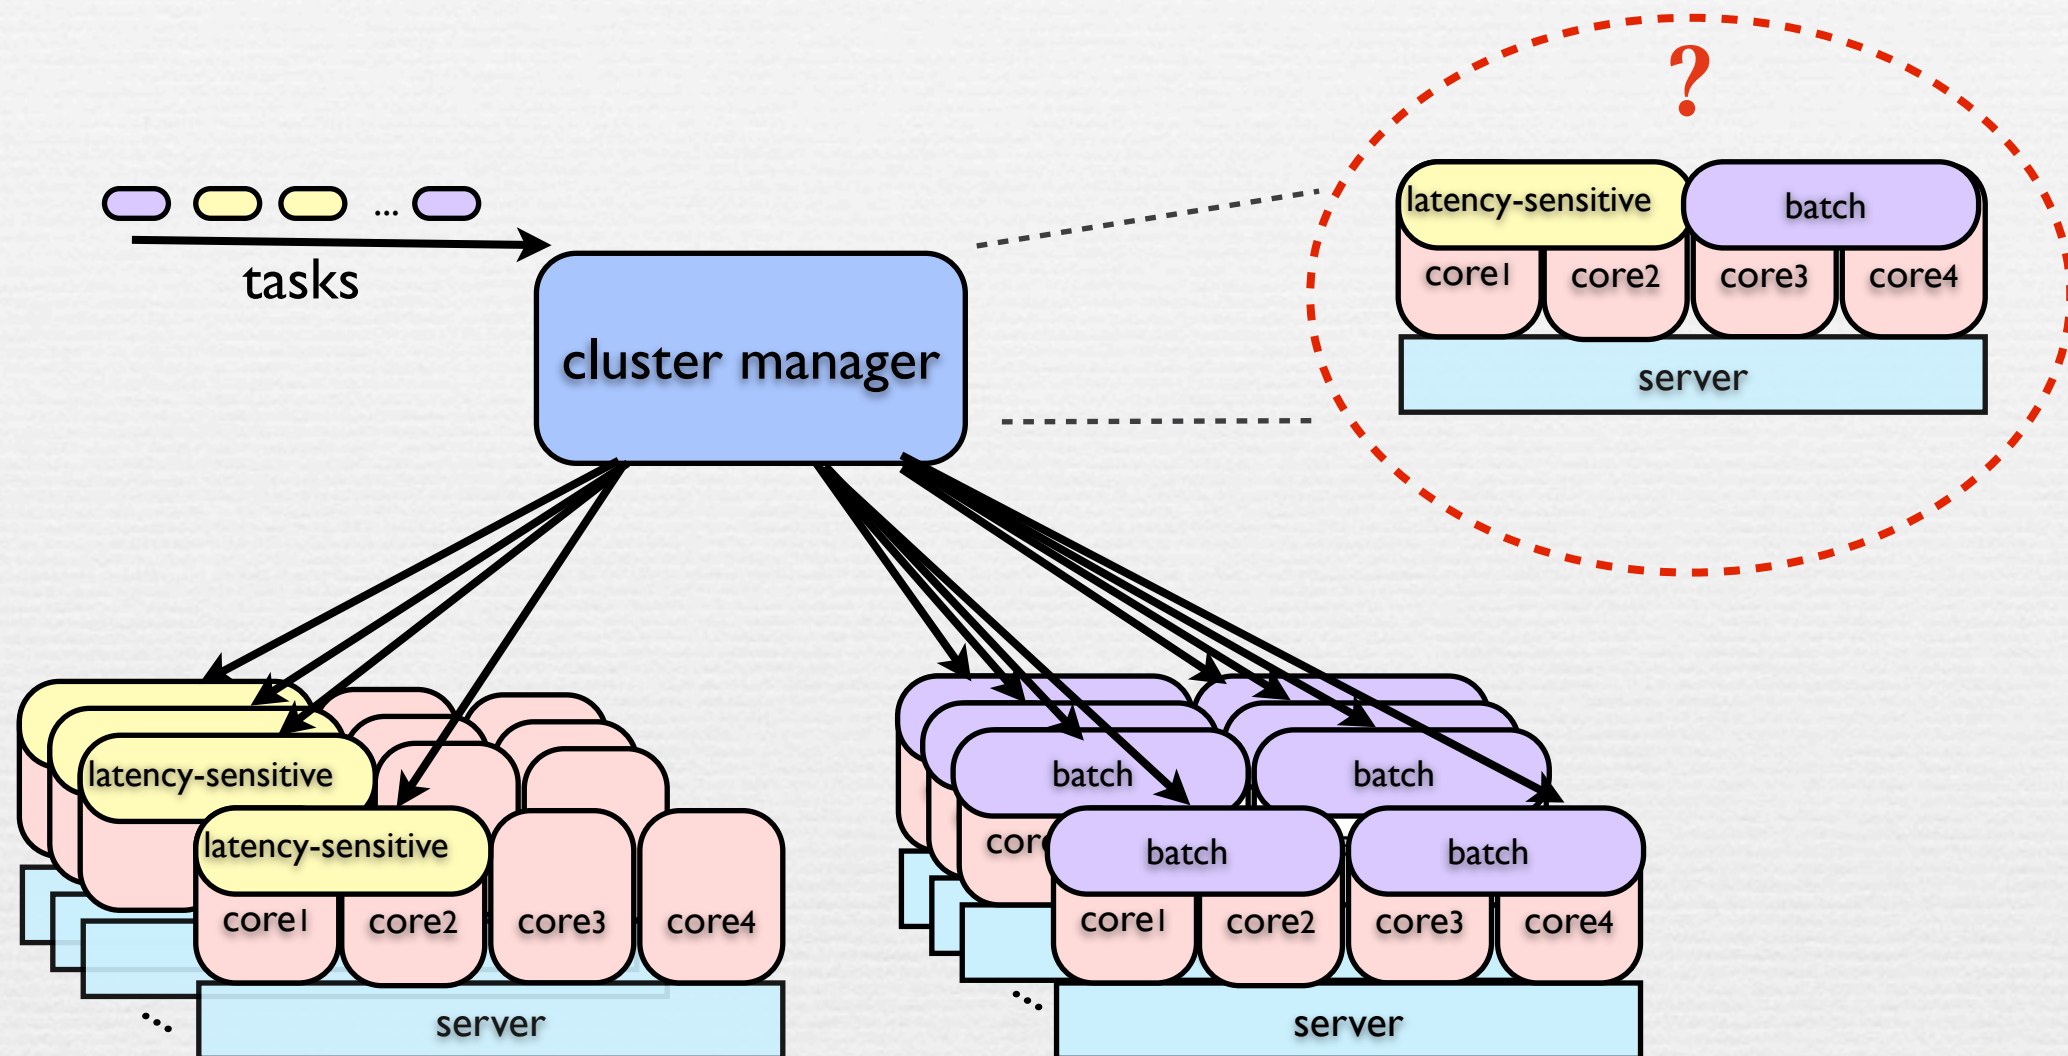 ?
latency-sensitive batch
core1 core2 core3 core4
server
...
tasks
cluster manager
latency-sensitive
latency-sensitive
core1 core2 core3 core4
server
...
batch batch
batch batch
core1 core2 core3 core4
server
...